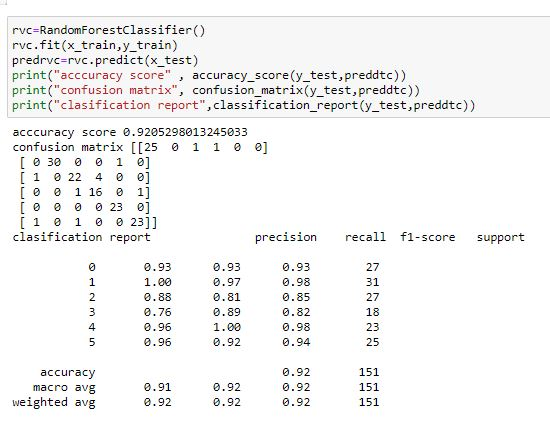 rvc=RandomForestClassifier()
rvc.fit(x_train,y_train)
predrvc=rvc.predict(x_test)
print("acccuracy score" , accuracy_score(y_test,preddtc))
print("confusion matrix", confusion_matrix(y_test,preddtc))
print("clasification report",classification_report(y_test,preddtc))
acccuracy score 0.9205298013245033
confusion matrix [[25  0  1  1  0  0]
 [ 0 30  0  0  1  0]
 [ 1  0 22  4  0  0]
 [ 0  0  1 16  0  1]
 [ 0  0  0  0 23  0]
 [ 1  0  1  0  0 23]]
clasification report               precision    recall  f1-score   support
           0       0.93      0.93      0.93        27
           1       1.00      0.97      0.98        31
           2       0.88      0.81      0.85        27
           3       0.76      0.89      0.82        18
           4       0.96      1.00      0.98        23
           5       0.96      0.92      0.94        25
    accuracy                           0.92       151
   macro avg       0.91      0.92      0.92       151
weighted avg       0.92      0.92      0.92       151